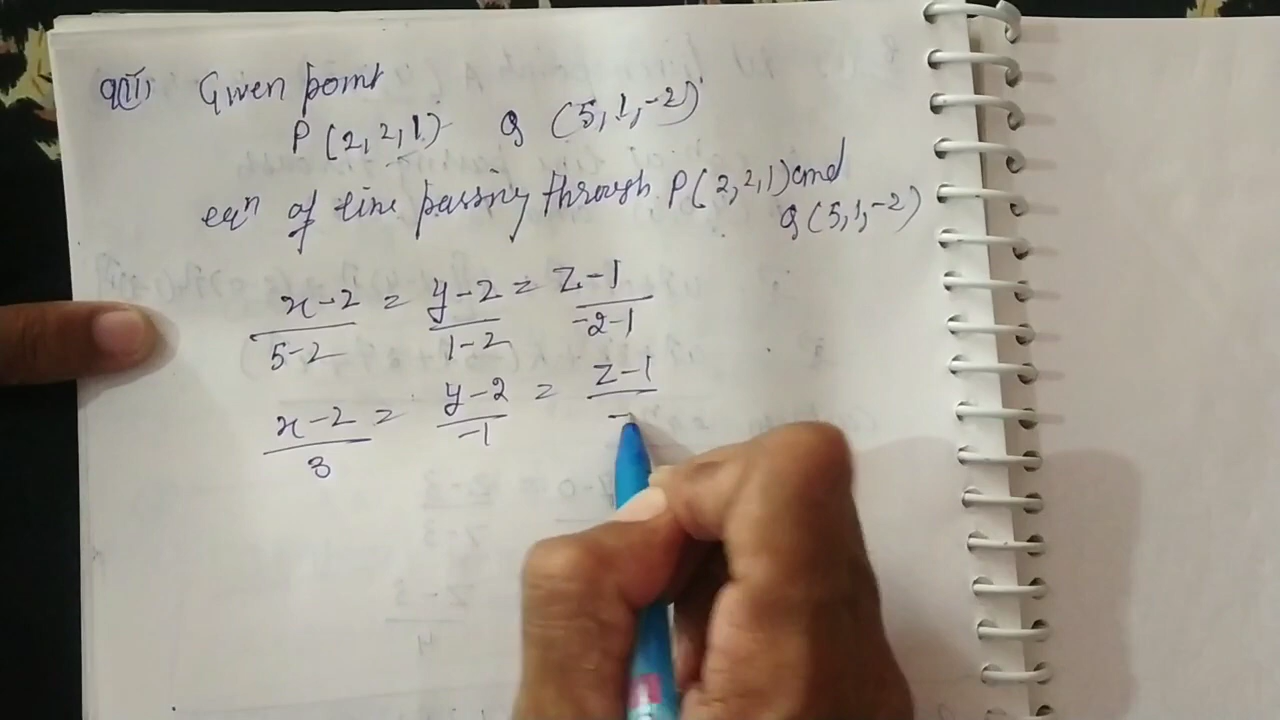 Given point
P (2, 2, 1) Q (5, 1, -2)
eqn of line passing through P(2,2,1) and
Q(5,1,-2)
x-2 = y-2 = z-1
5-2 1-2 -2-1
x-2 = y-2 = z-1
3 -1 -